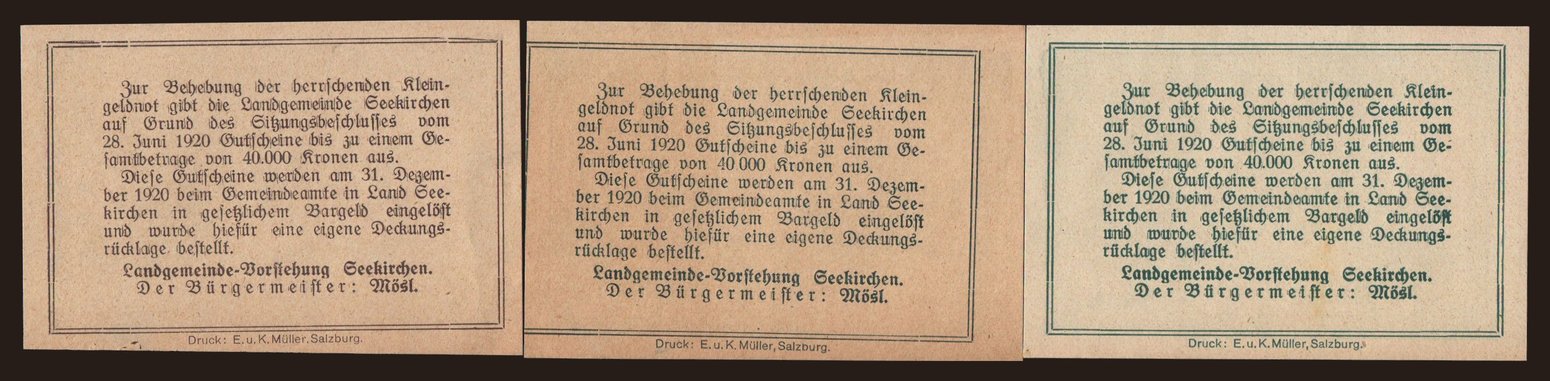 Zur Behebung der herrschenden Klein-
geldnot gibt die Landgemeinde Seekirchen
auf Grund des Sitzungsbeschlusses vom
28. Juni 1920 Gutscheine bis zu einem Ge-
samtbetrage von 40.000 Kronen aus.
Diese Gutscheine werden am 31. Dezem-
ber 1920 beim Gemeindeamte in Land See-
kirchen in gesetzlichem Bargeld eingelöst
und wurde hiefür eine eigene Deckungs-
rücklage bestellt.
Landgemeinde-Vorstehung Seekirchen.
Der Bürgermeister: Mösl.
Druck: E. u. K. Müller, Salzburg.
Zur Behebung der herrschenden Klein-
geldnot gibt die Landgemeinde Seekirchen
auf Grund des Sitzungsbeschlusses vom
28. Juni 1920 Gutscheine bis zu einem Ge-
samtbetrage von 40 000 Kronen aus.
Diese Gutscheine werden am 31. Dezem-
ber 1920 beim Gemeindeamte in Land See-
kirchen in gesetzlichem Bargeld eingelöst
und wurde hiefür eine eigene Deckungs-
rücklage bestellt.
Landgemeinde-Vorstehung Seekirchen.
Der Bürgermeister: Mösl.
Druck: E. u. K. Müller, Salzburg.
Zur Behebung der herrschenden Klein-
geldnot gibt die Landgemeinde Seekirchen
auf Grund des Sitzungsbeschlusses vom
28. Juni 1920 Gutscheine bis zu einem Ge-
samtbetrage von 40.000 Kronen aus.
Diese Gutscheine werden am 31. Dezem-
ber 1920 beim Gemeindeamte in Land See-
kirchen in gesetzlichem Bargeld eingelöst
und wurde hiefür eine eigene Deckungs-
rücklage bestellt.
Landgemeinde-Vorstehung Seekirchen.
Der Bürgermeister: Mösl.
Druck: E. u. K. Müller, Salzburg.